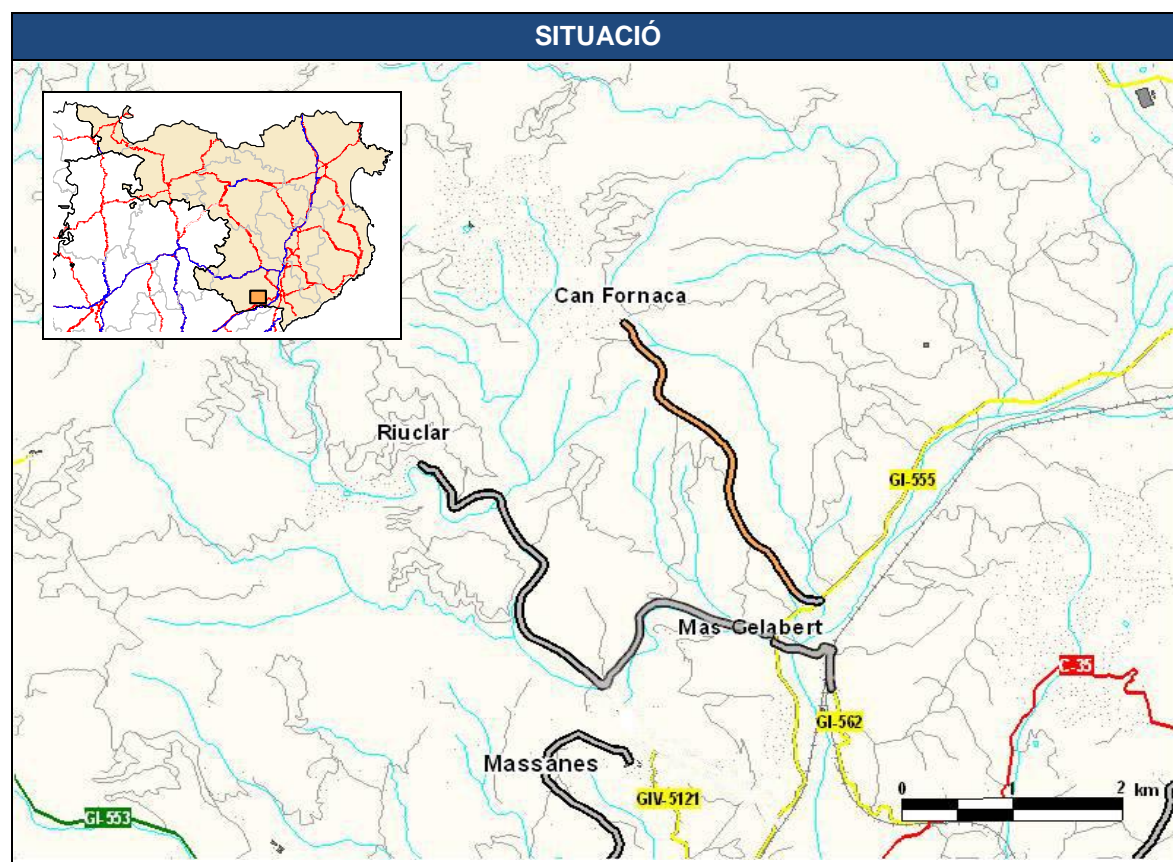 SITUACIÓ
Can Fornaca
Riuclar
GI-555
Mas Gelabert
C-35
GI-562
Massanes
GIV-5121
0 1 2 km
GI-553